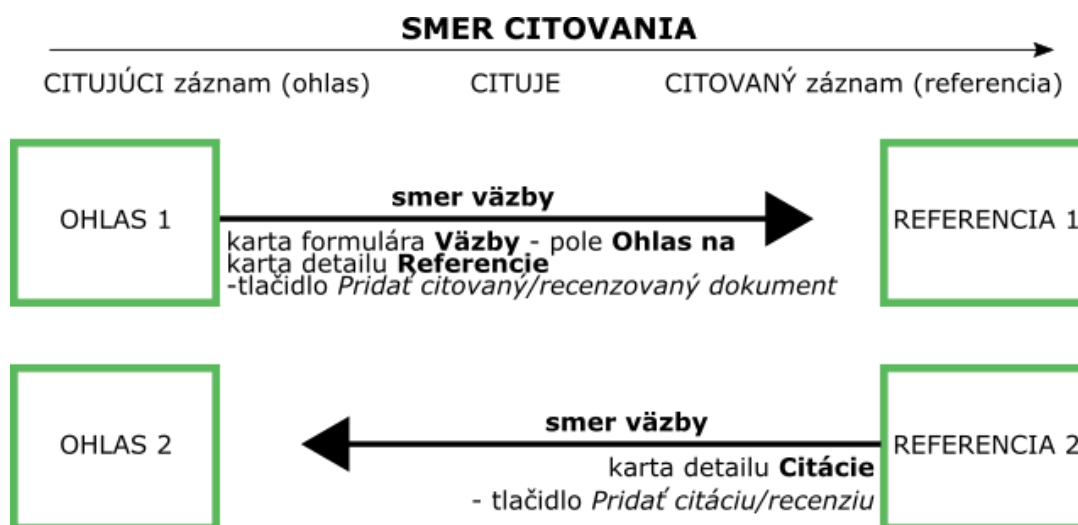 SMER CITOVANIA
CITUJÚCI záznam (ohlas) CITUJE CITOVANÝ záznam (referencia)
OHLAS 1
smer väzby
karta formulára Väzby - pole Ohlas na
karta detailu Referencie
-tlačidlo Pridať citovaný/recenzovaný dokument
REFERENCIA 1
OHLAS 2
smer väzby
karta detailu Citácie
- tlačidlo Pridať citáciu/recenziu
REFERENCIA 2